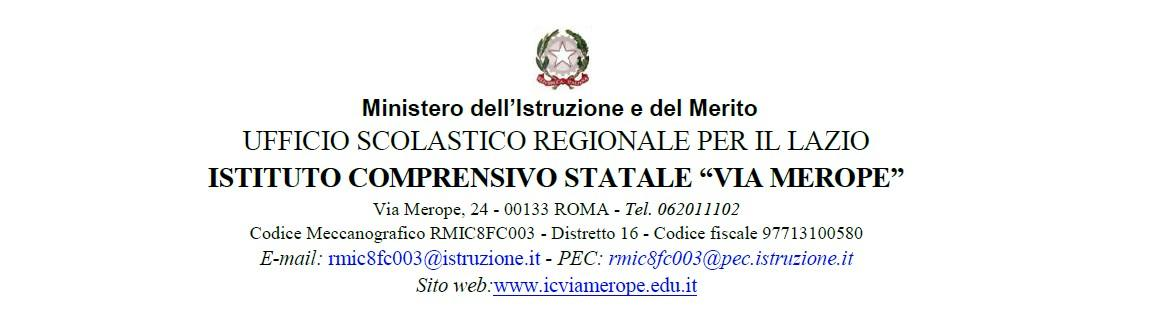 Ministero dell’Istruzione e del Merito
UFFICIO SCOLASTICO REGIONALE PER IL LAZIO
ISTITUTO COMPRENSIVO STATALE “VIA MEROPE”
Via Merope, 24 - 00133 ROMA - Tel. 062011102
Codice Meccanografico RMIC8FC003 - Distretto 16 - Codice fiscale 97713100580
E-mail: rmic8fc003@istruzione.it - PEC: rmic8fc003@pec.istruzione.it
Sito web:www.icviamerope.edu.it